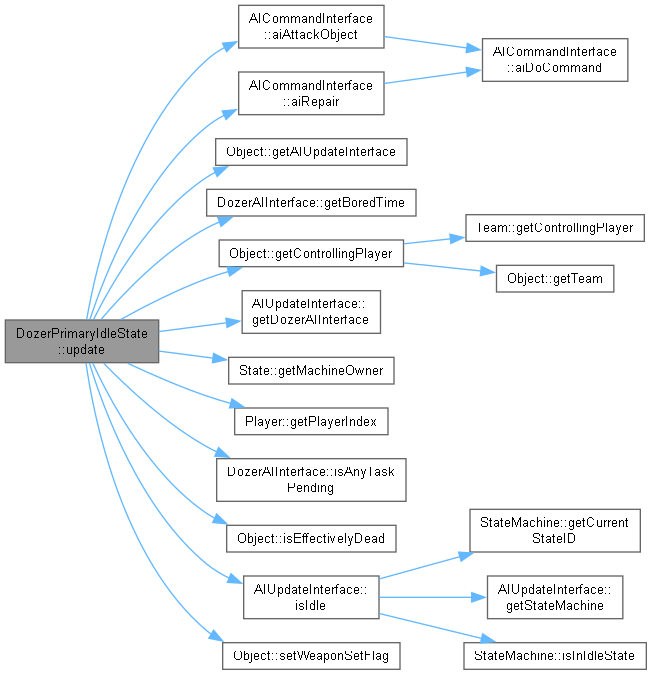 AICommandInterface
::aiAttackObject
AICommandInterface
::aiDoCommand
AICommandInterface
::aiRepair
Object::getAIUpdateInterface
DozerAIInterface::getBoredTime
Team::getControllingPlayer
Object::getControllingPlayer
Object::getTeam
AIUpdateInterface::
getDozerAIInterface
DozerPrimaryIdleState
::update
State::getMachineOwner
Player::getPlayerIndex
DozerAIInterface::isAnyTask
Pending
Object::isEffectivelyDead
StateMachine::getCurrent
StateID
AIUpdateInterface::
isIdle
AIUpdateInterface::
getStateMachine
Object::setWeaponSetFlag
StateMachine::isInIdleState